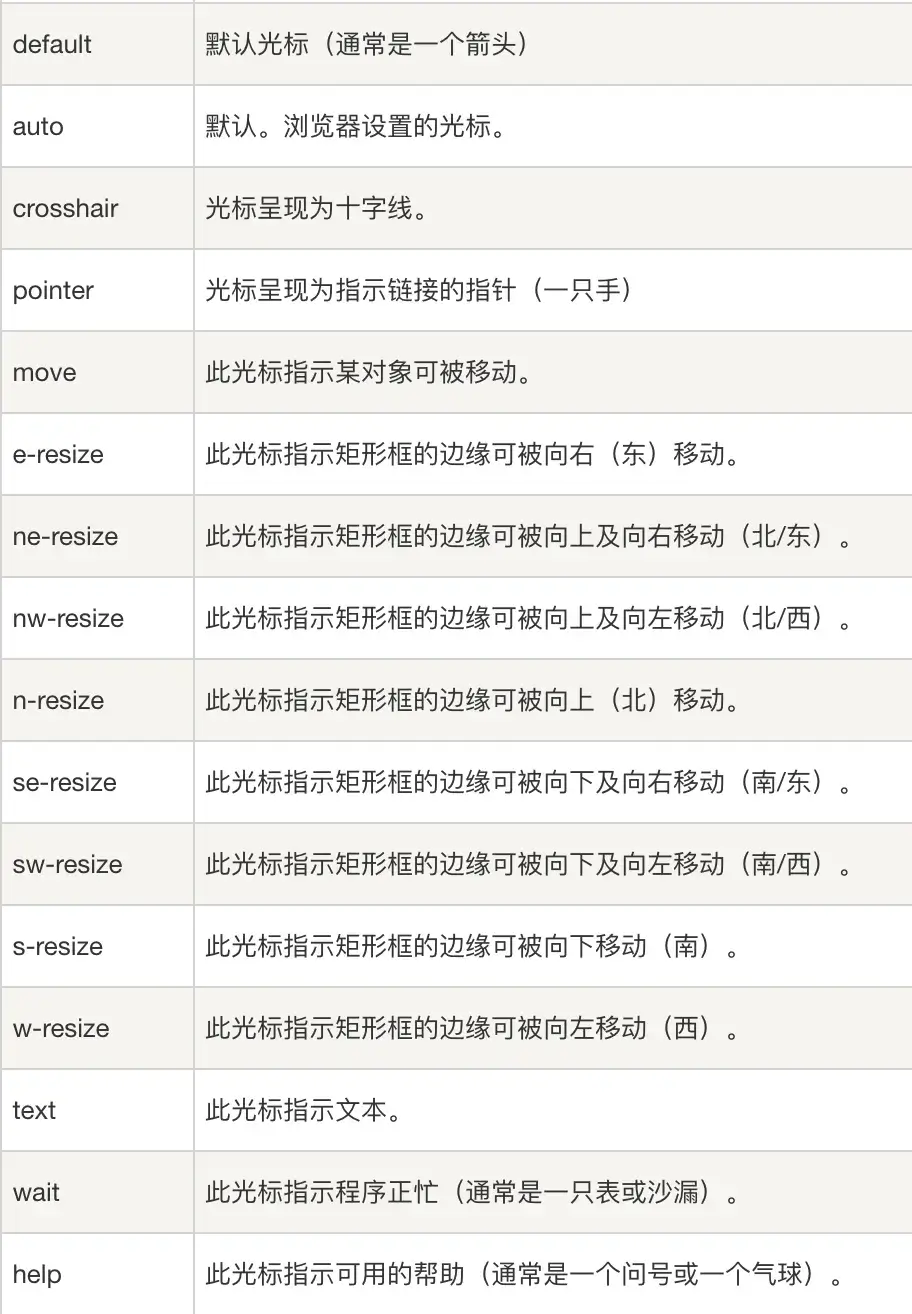 default 默认光标（通常是一个箭头）
auto 默认。浏览器设置的光标。
crosshair 光标呈现为十字线。
pointer 光标呈现为指示链接的指针（一只手）
move 此光标指示某对象可被移动。
e-resize 此光标指示矩形框的边缘可被向右（东）移动。
ne-resize 此光标指示矩形框的边缘可被向上及向右移动（北/东）。
nw-resize 此光标指示矩形框的边缘可被向上及向左移动（北/西）。
n-resize 此光标指示矩形框的边缘可被向上（北）移动。
se-resize 此光标指示矩形框的边缘可被向下及向右移动（南/东）。
sw-resize 此光标指示矩形框的边缘可被向下及向左移动（南/西）。
s-resize 此光标指示矩形框的边缘可被向下移动（南）。
w-resize 此光标指示矩形框的边缘可被向左移动（西）。
text 此光标指示文本。
wait 此光标指示程序正忙（通常是一只表或沙漏）。
help 此光标指示可用的帮助（通常是一个问号或一个气球）。